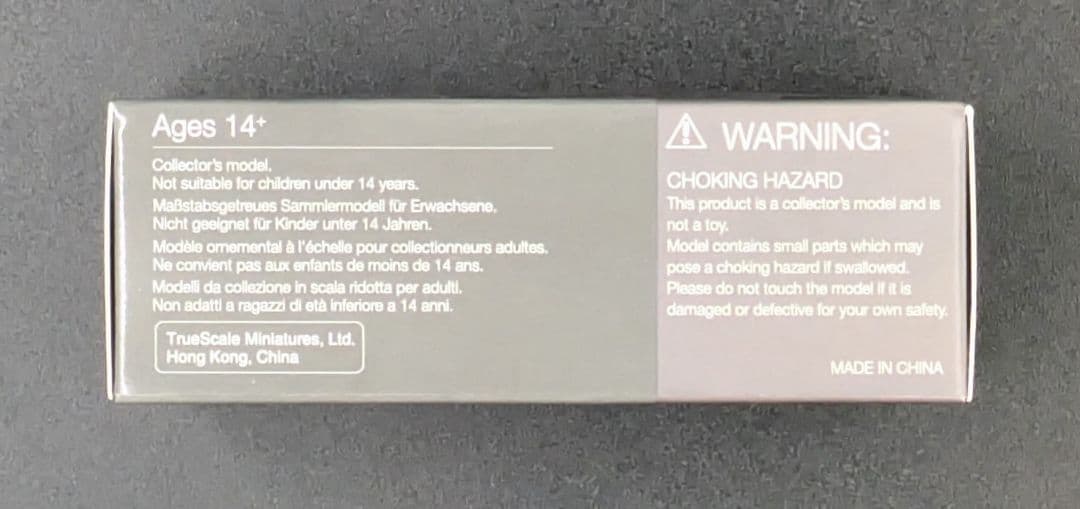 Ages 14+
Collector's model.
Not suitable for children under 14 years.
Maßstabsgetreues Sammlermodell für Erwachsene.
Nicht geeignet für Kinder unter 14 Jahren.
Modèle ornemental à l'échelle pour collectionneurs adultes.
Ne convient pas aux enfants de moins de 14 ans.
Modelli da collezione in scala ridotta per adulti.
Non adatti a ragazzi di età inferiore a 14 anni.
TrueScale Miniatures, Ltd.
Hong Kong, China
WARNING:
CHOKING HAZARD
This product is a collector's model and is
not a toy.
Model contains small parts which may
pose a choking hazard if swallowed.
Please do not touch the model if it is
damaged or defective for your own safety.
MADE IN CHINA